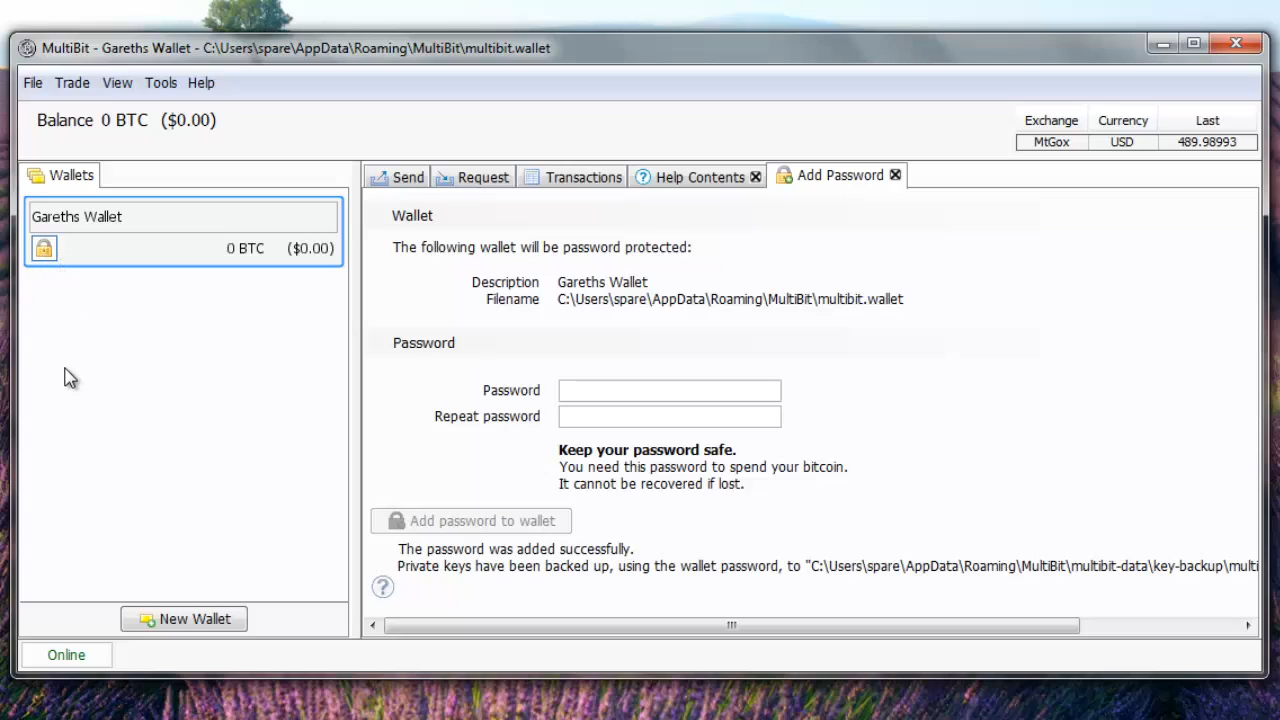 MultiBit - Gareths Wallet - C:\Users\spare\AppData\Roaming\MultiBit\multibit.wallet
File Trade View Tools Help
Balance 0 BTC ($0.00)
Exchange Currency Last
MtGox USD 489.98993
Wallets
Send Request Transactions Help Contents Add Password
Gareths Wallet
0 BTC ($0.00)
Wallet
The following wallet will be password protected:
Description Gareths Wallet
Filename C:\Users\spare\AppData\Roaming\MultiBit\multibit.wallet
Password
Password
Repeat password
Keep your password safe.
You need this password to spend your bitcoin.
It cannot be recovered if lost.
Add password to wallet
The password was added successfully.
Private keys have been backed up, using the wallet password, to "C:\Users\spare\AppData\Roaming\MultiBit\multibit-data\key-backup\multi
New Wallet
Online